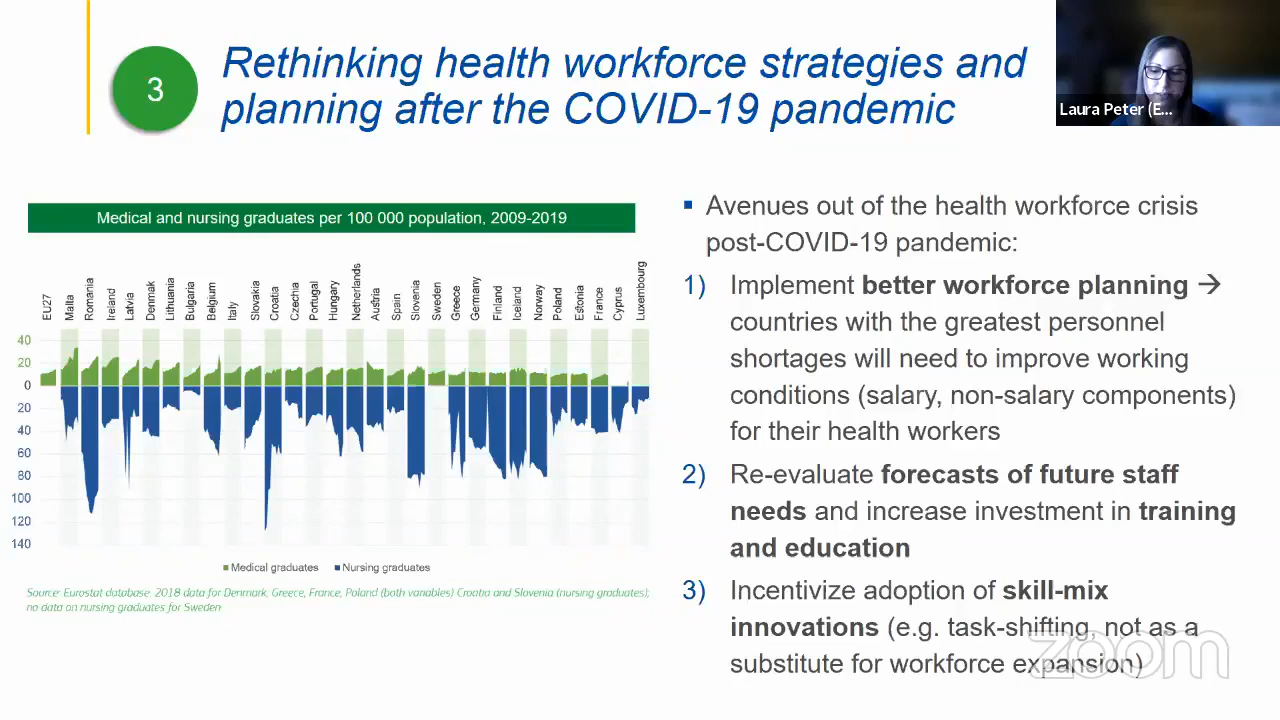 3
Rethinking health workforce strategies and
planning after the COVID-19 pandemic
Laura Peter (E...
Medical and nursing graduates per 100 000 population, 2009-2019
EU27
Malta
Romania
Ireland
Latvia
Denmark
Lithuania
Bulgaria
Belgium
Italy
Slovakia
Croatia
Czechia
Portugal
Hungary
Netherlands
Austria
Spain
Slovenia
Sweden
Greece
Germany
Finland
Iceland
Norway
Poland
Estonia
France
Cyprus
Luxembourg
40
20
0
20
40
60
80
100
120
140
Medical graduates Nursing graduates
Source: Eurostat database: 2018 data for Denmark, Greece, France, Poland (both variables) Croatia and Slovenia (nursing graduates);
no data on nursing graduates for Sweden
▪ Avenues out of the health workforce crisis
post-COVID-19 pandemic:
1) Implement better workforce planning →
countries with the greatest personnel
shortages will need to improve working
conditions (salary, non-salary components)
for their health workers
2) Re-evaluate forecasts of future staff
needs and increase investment in training
and education
3) Incentivize adoption of skill-mix
innovations (e.g. task-shifting, not as a
substitute for workforce expansion)
zoom